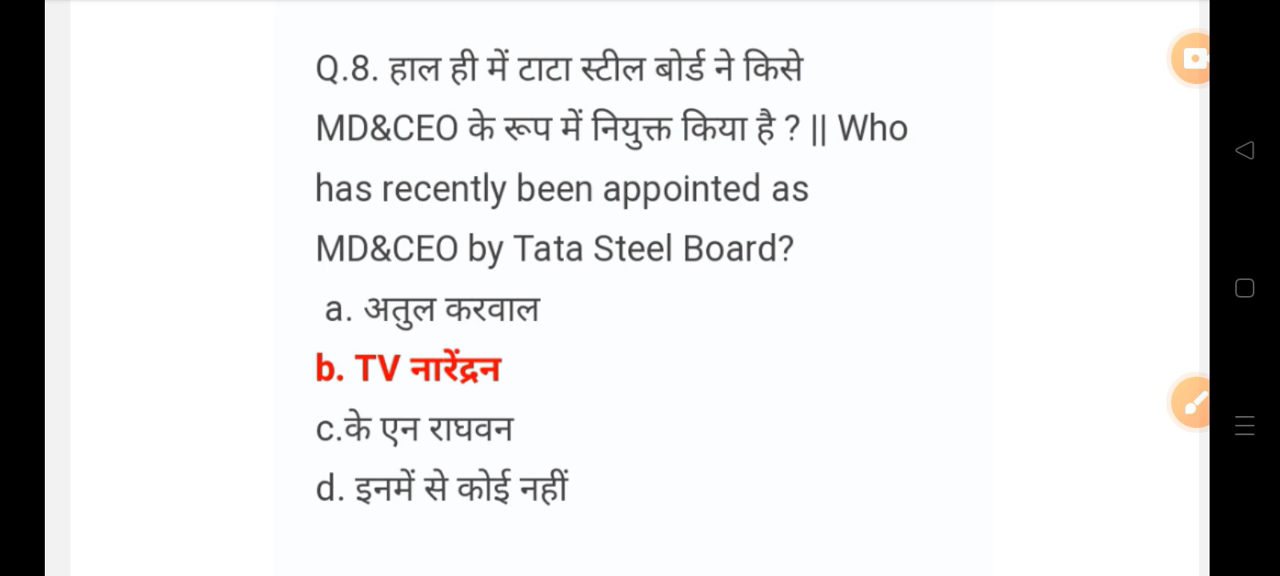 Q.8. हाल ही में टाटा स्टील बोर्ड ने किसे
MD&CEO के रूप में नियुक्त किया है ? || Who
has recently been appointed as
MD&CEO by Tata Steel Board?
a. अतुल करवाल
b. TV नारेंद्रन
c.के एन राघवन
d. इनमें से कोई नहीं